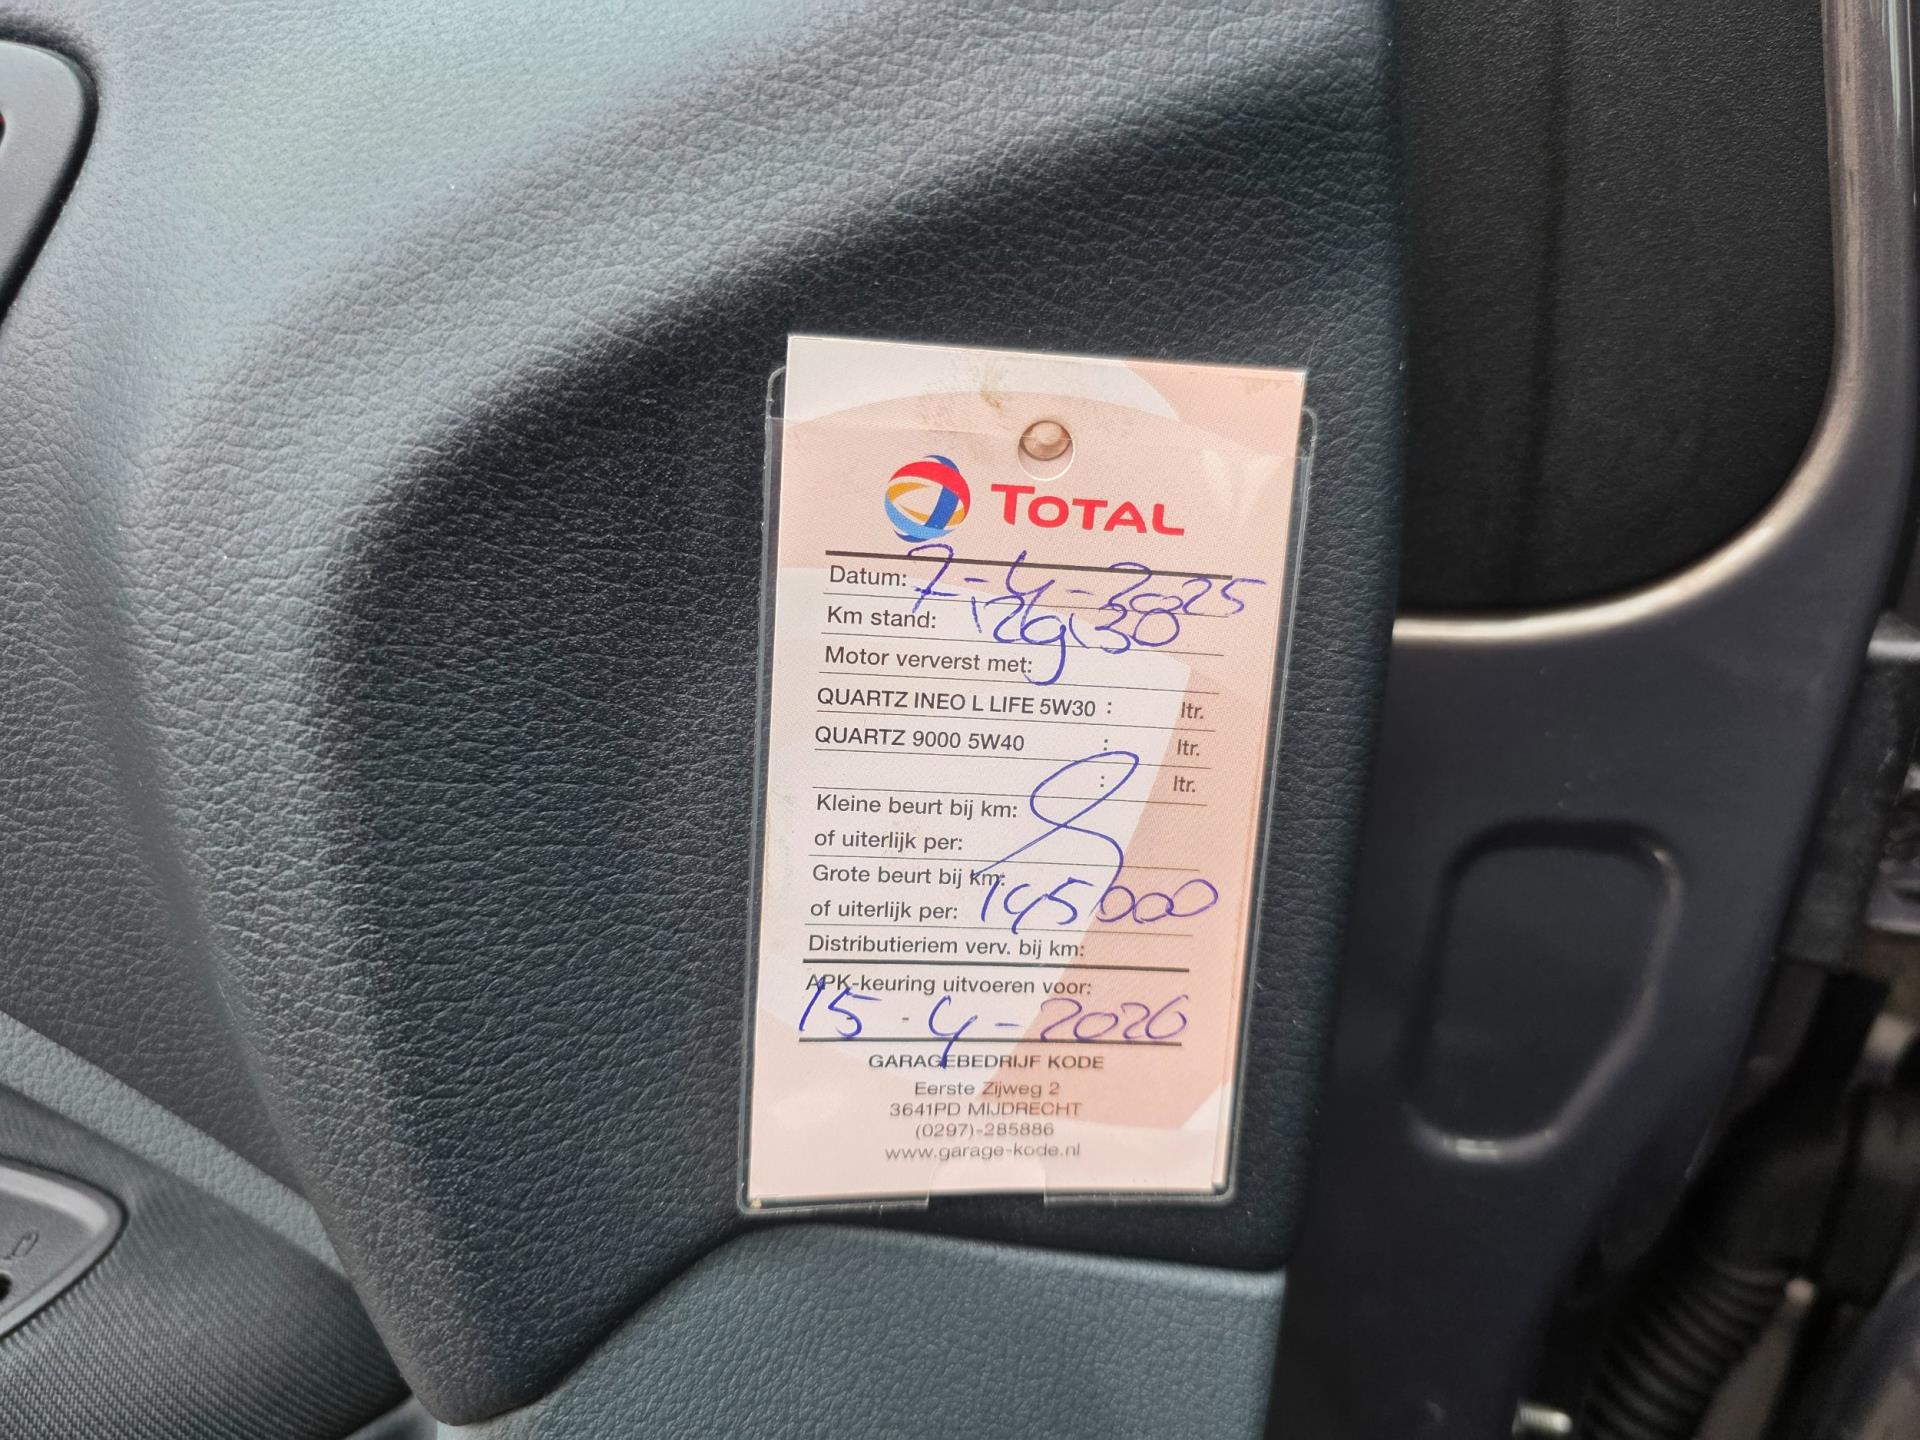 TOTAL
Datum: 7-4-2025
Km stand: 129130
Motor ververst met:
QUARTZ INEO L LIFE 5W30 : ltr.
QUARTZ 9000 5W40 : ltr.
: ltr.
Kleine beurt bij km:
of uiterlijk per:
Grote beurt bij km:
of uiterlijk per: 145000
Distributieriem verv. bij km:
APK-keuring uitvoeren voor:
15-4-2026
GARAGEBEDRIJF KODE
Eerste Zijweg 2
3641PD MIJDRECHT
(0297)-285886
www.garage-kode.nl